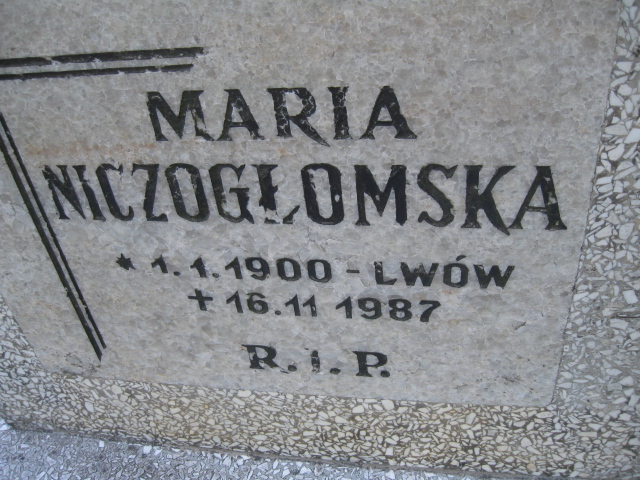 MARIA
NICZOGŁOMSKA
* 1.1.1900 - LWÓW
+ 16.11 1987
R.I.P.